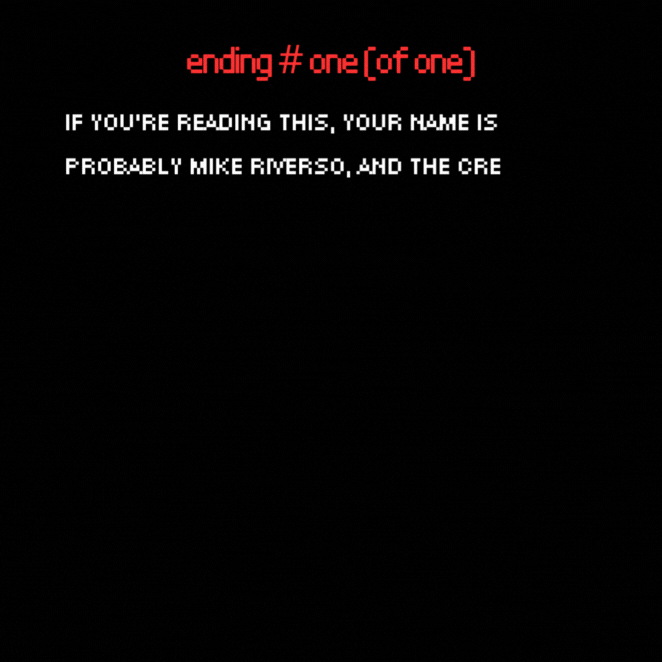 ending # one (of one)
IF YOU'RE READING THIS, YOUR NAME IS
PROBABLY MIKE RIVERSO, AND THE CRE